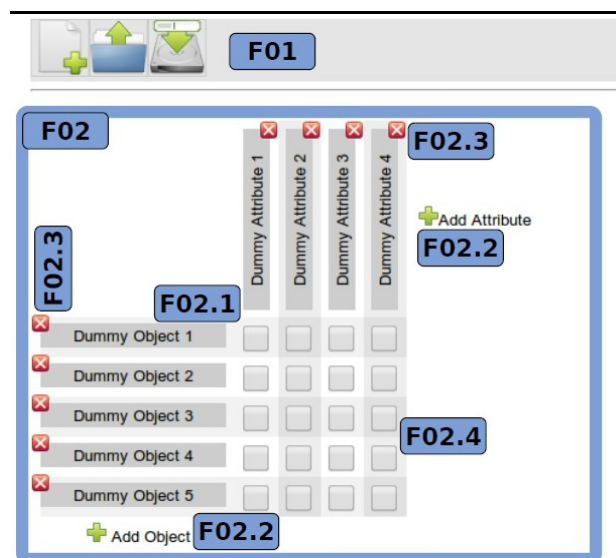 F01
F02
F02.3
Dummy Attribute 1
Dummy Attribute 2
Dummy Attribute 3
Dummy Attribute 4
Add Attribute
F02.2
F02.3
F02.1
Dummy Object 1
Dummy Object 2
Dummy Object 3
F02.4
Dummy Object 4
Dummy Object 5
Add Object F02.2